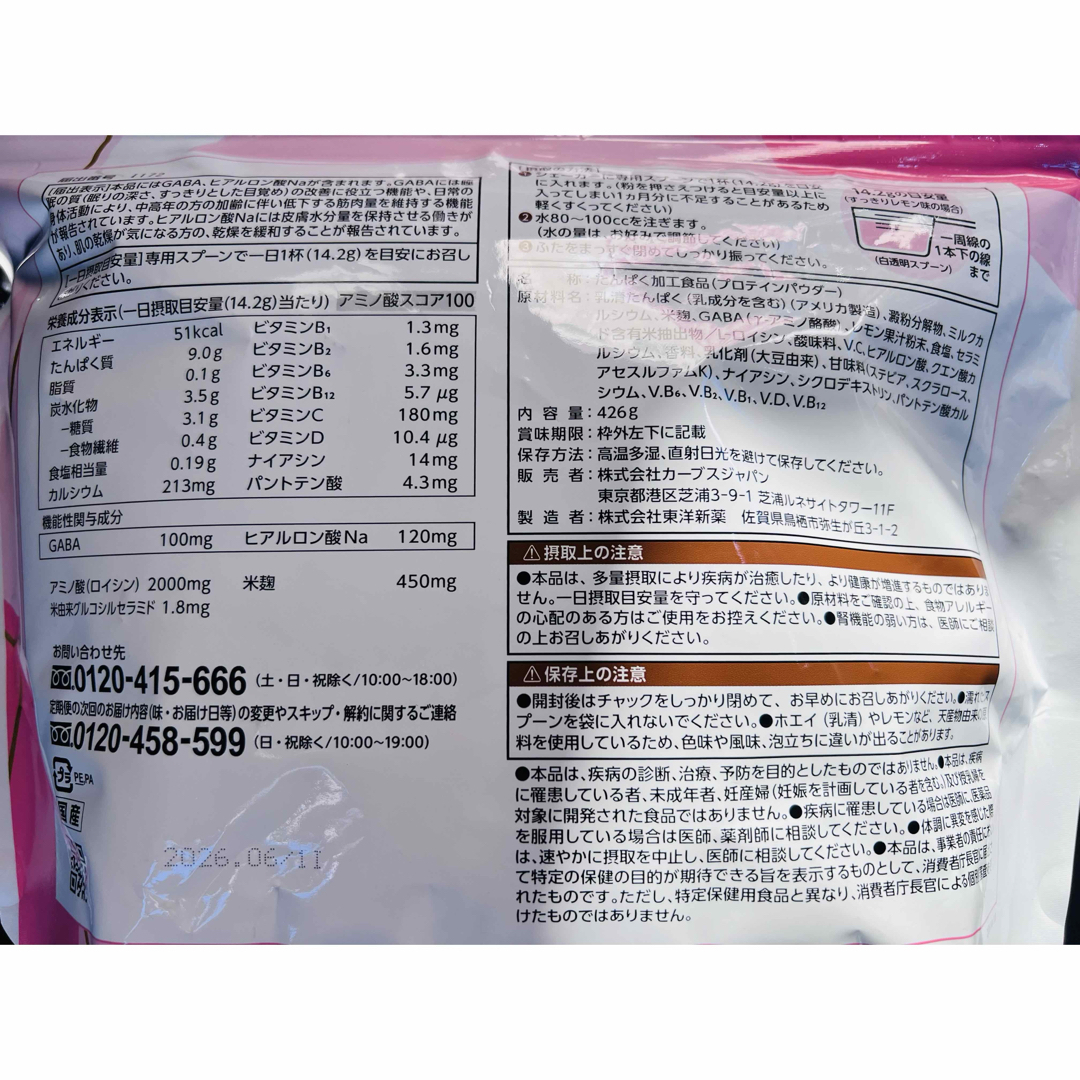 届出番号 1172
[届出表示]本品にはGABA、ヒアルロン酸Naが含まれます。GABAには睡
眠の質(眠りの深さ、すっきりとした目覚め)の改善に役立つ機能や、日常の
身体活動により、中高年の方の加齢に伴い低下する筋肉量を維持する機能
が報告されています。ヒアルロン酸Naには皮膚水分量を保持させる働きが
あり、肌の乾燥が気になる方の、乾燥を緩和することが報告されています。
[一日摂取目安量]専用スプーンで一日1杯(14.2g)を目安にお召し
ください。
栄養成分表示(一日摂取目安量(14.2g)当たり) アミノ酸スコア100
エネルギー 51kcal ビタミンB₁ 1.3mg
たんぱく質 9.0g ビタミンB₂ 1.6mg
脂質 0.1g ビタミンB₆ 3.3mg
炭水化物 3.5g ビタミンB₁₂ 5.7μg
−糖質 3.1g ビタミンC 180mg
−食物繊維 0.4g ビタミンD 10.4μg
食塩相当量 0.19g ナイアシン 14mg
カルシウム 213mg パントテン酸 4.3mg
機能性関与成分
GABA 100mg ヒアルロン酸Na 120mg
アミノ酸(ロイシン) 2000mg 米麹 450mg
米由来グルコシルセラミド 1.8mg
お問い合わせ先
0120-415-666 (土・日・祝除く/10:00~18:00)
定期便の次回のお届け内容(味・お届け日等)の変更やスキップ・解約に関するご連絡
0120-458-599 (日・祝除く/10:00~19:00)
プラ PE,PA
国産
2026.06/11
に入れます。(粉を押さえつけると目安量以上に
入ってしまい1ヵ月分に不足することがあるため
軽くすくってください)
❷水80~100ccを注ぎます。
(水の量は、お好みで調節してください)
❸ふたをまっすぐ閉めてしっかり振ってください。
14.2gの目安量
(すっきりレモン味の場合)
一周線の
1本下の線
まで
(白透明スプーン)
名 称:たんぱく加工食品(プロテインパウダー)
原材料名:乳清たんぱく(乳成分を含む)(アメリカ製造)、澱粉分解物、ミルクカ
ルシウム、米麹、GABA(γ-アミノ酪酸)、レモン果汁粉末、食塩、セラミ
ド含有米抽出物/L-ロイシン、酸味料、V.C、ヒアルロン酸、クエン酸カ
ルシウム、香料、乳化剤(大豆由来)、甘味料(ステビア、スクラロース、
アセスルファムK)、ナイアシン、シクロデキストリン、パントテン酸カル
シウム、V.B₆、V.B₂、V.B₁、V.D、V.B₁₂
内 容 量:426g
賞味期限:枠外左下に記載
保存方法:高温多湿、直射日光を避けて保存してください。
販 売 者:株式会社カーブスジャパン
東京都港区芝浦3-9-1 芝浦ルネサイトタワー11F
製 造 者:株式会社東洋新薬 佐賀県鳥栖市弥生が丘3-1-2
⚠摂取上の注意
●本品は、多量摂取により疾病が治癒したり、より健康が増進するものではありま
せん。一日摂取目安量を守ってください。●原材料をご確認の上、食物アレルギー
の心配のある方はご使用をお控えください。●腎機能の弱い方は、医師にご相談
の上お召しあがりください。
⚠保存上の注意
●開封後はチャックをしっかり閉めて、お早めにお召しあがりください。●濡れたス
プーンを袋に入れないでください。●ホエイ(乳清)やレモンなど、天産物由来の原
料を使用しているため、色味や風味、泡立ちに違いが出ることがあります。
●本品は、疾病の診断、治療、予防を目的としたものではありません。●本品は、疾病
に罹患している者、未成年者、妊産婦(妊娠を計画している者を含む。)及び授乳婦を
対象に開発された食品ではありません。●疾病に罹患している場合は医師に、医薬品
を服用している場合は医師、薬剤師に相談してください。●体調に異変を感じた際
は、速やかに摂取を中止し、医師に相談してください。●本品は、事業者の責任にお
て特定の保健の目的が期待できる旨を表示するものとして、消費者庁長官に届
れたものです。ただし、特定保健用食品と異なり、消費者庁長官による個別審査
けたものではありません。